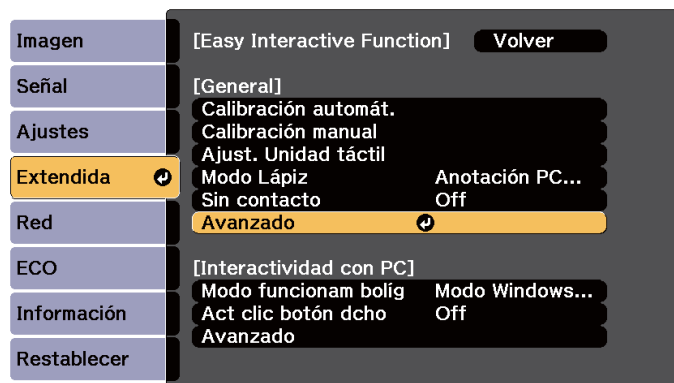 Imagen
Señal
Ajustes
Extendida
Red
ECO
Información
Restablecer
[Easy Interactive Function] Volver
[General]
Calibración automát.
Calibración manual
Ajust. Unidad táctil
Modo Lápiz Anotación PC...
Sin contacto Off
Avanzado
[Interactividad con PC]
Modo funcionam bolíg Modo Windows...
Act clic botón dcho Off
Avanzado